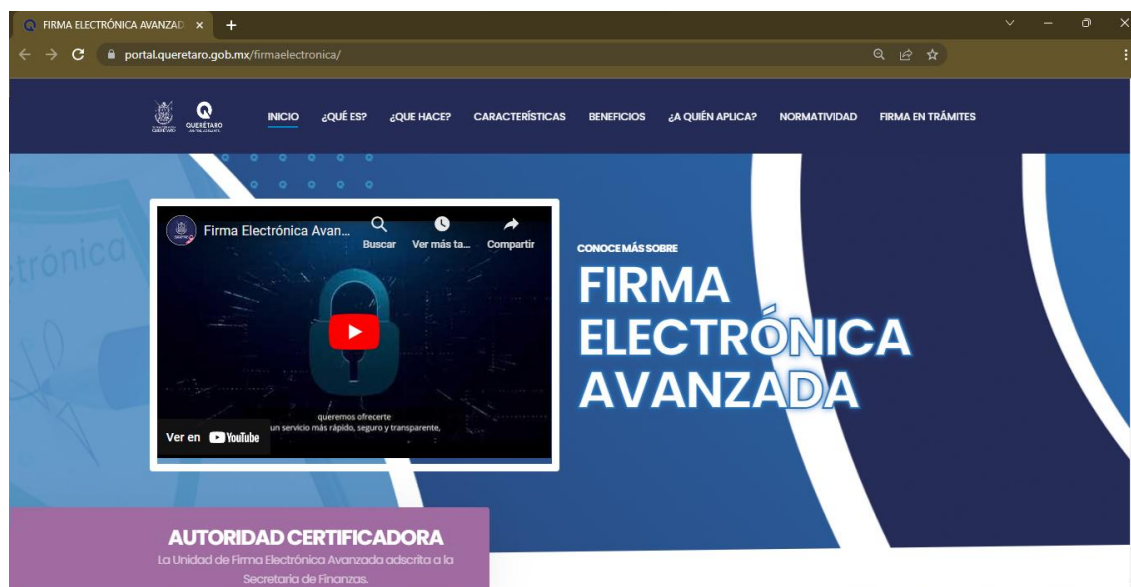 FIRMA ELECTRÓNICA AVANZAD
portal.queretaro.gob.mx/firmaelectronica/
QUERÉTARO
INICIO ¿QUÉ ES? ¿QUE HACE? CARACTERÍSTICAS BENEFICIOS ¿A QUIÉN APLICA? NORMATIVIDAD FIRMA EN TRÁMITES
ctrónica
Firma Electrónica Avan...
Buscar Ver más ta... Compartir
queremos ofrecerte
un servicio más rápido, seguro y transparente,
Ver en YouTube
CONOCE MÁS SOBRE
FIRMA
ELECTRÓNICA
AVANZADA
AUTORIDAD CERTIFICADORA
La Unidad de Firma Electrónica Avanzada adscrita a la
Secretaria de Finanzas.